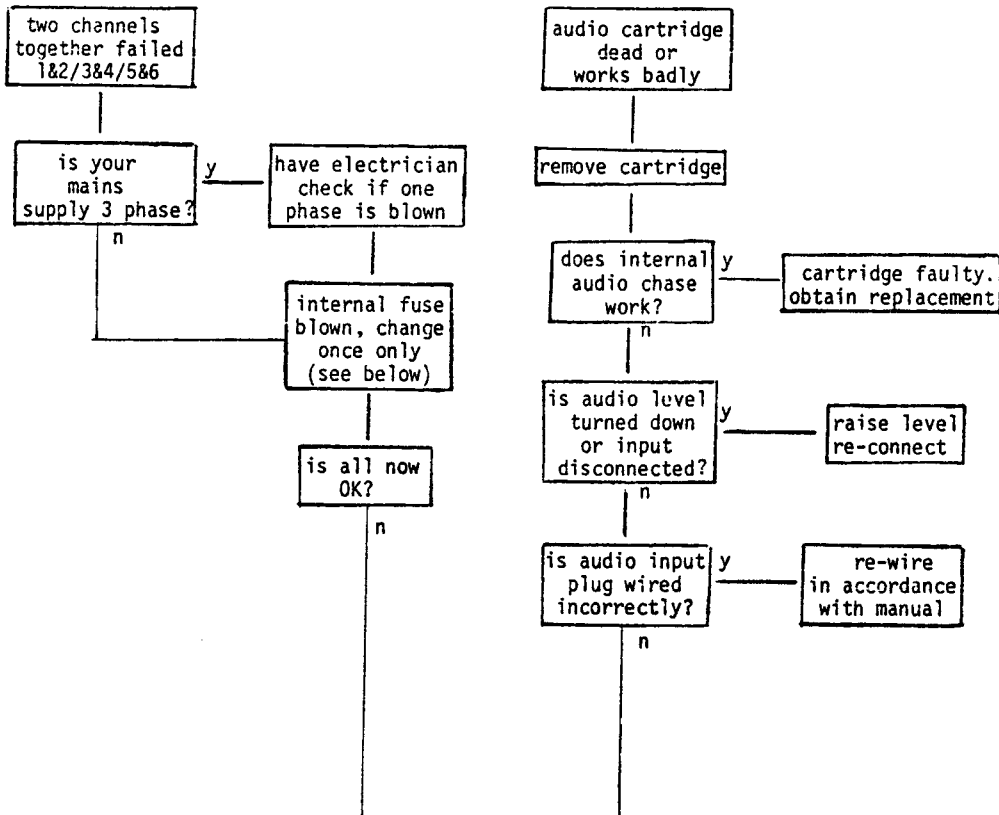 two channels
together failed
1&2/3&4/5&6
is your
mains
supply 3 phase?
y
n
have electrician
check if one
phase is blown
internal fuse
blown, change
once only
(see below)
is all now
OK?
n
audio cartridge
dead or
works badly
remove cartridge
does internal
audio chase
work?
y
n
cartridge faulty.
obtain replacement
is audio level
turned down
or input
disconnected?
y
n
raise level
re-connect
is audio input
plug wired
incorrectly?
y
n
re-wire
in accordance
with manual